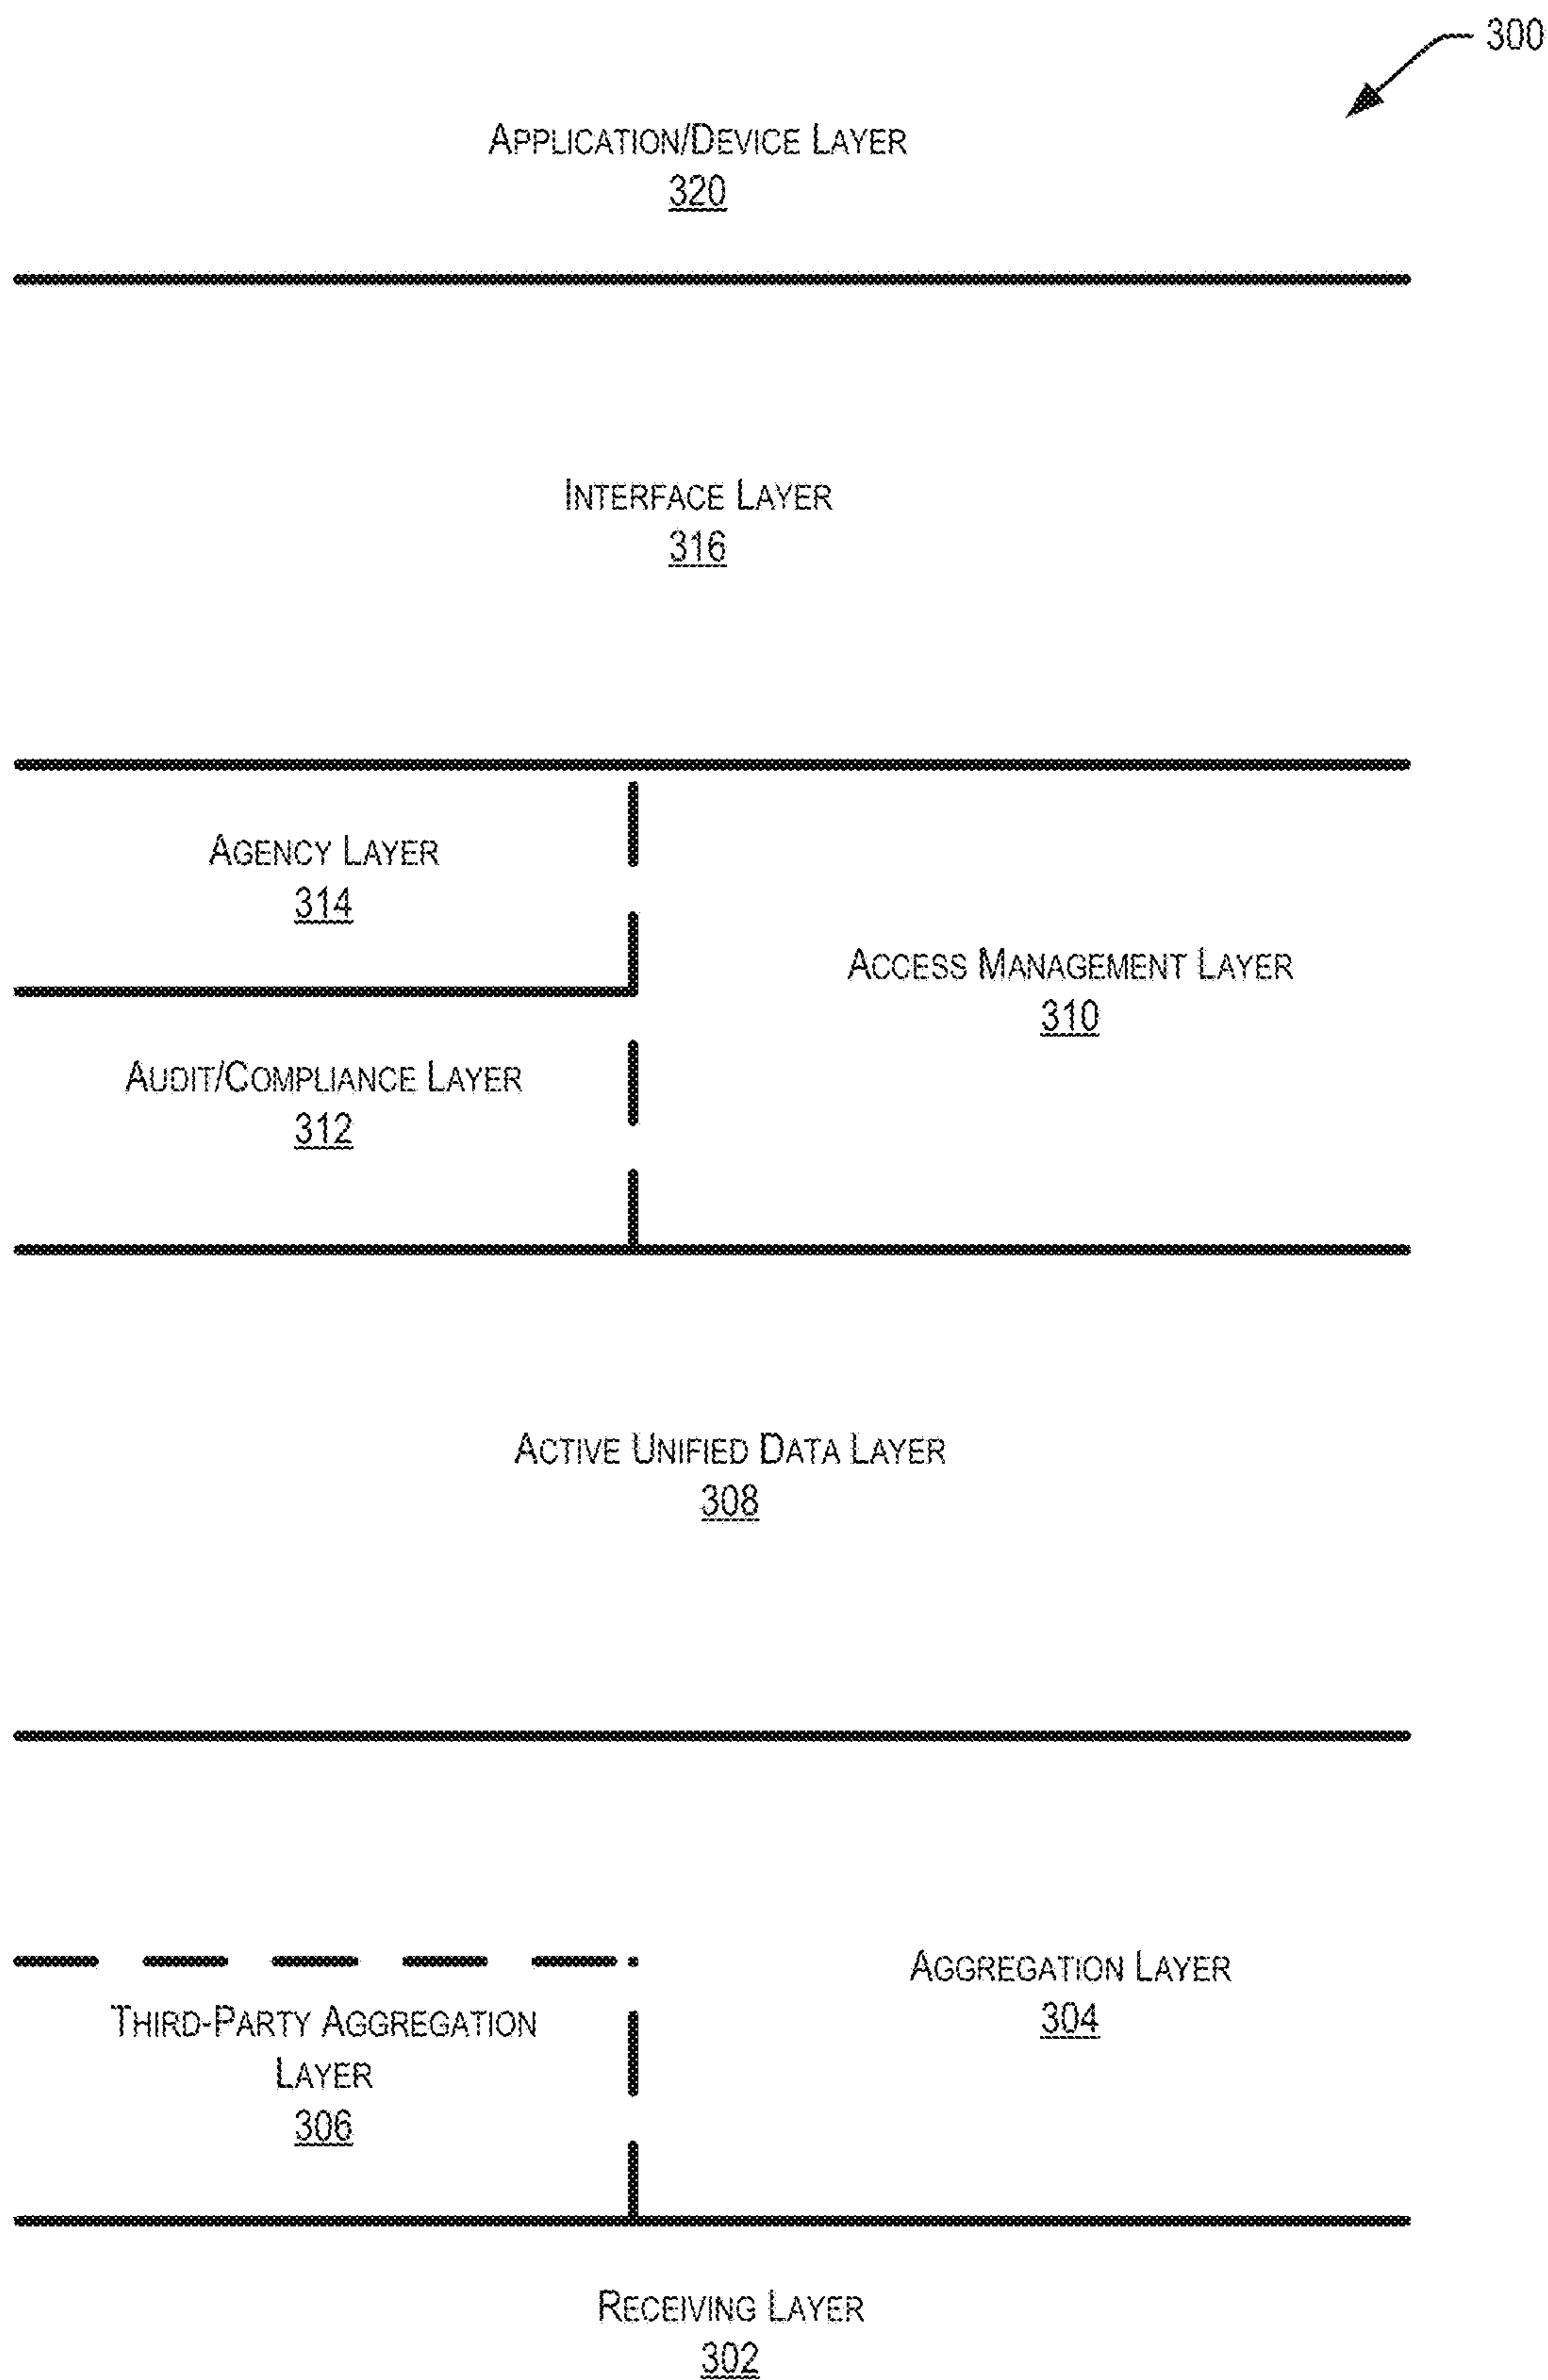 300
APPLICATION/DEVICE LAYER
320
INTERFACE LAYER
316
AGENCY LAYER
314
ACCESS MANAGEMENT LAYER
310
AUDIT/COMPLIANCE LAYER
312
ACTIVE UNIFIED DATA LAYER
308
AGGREGATION LAYER
304
THIRD-PARTY AGGREGATION
LAYER
306
RECEIVING LAYER
302